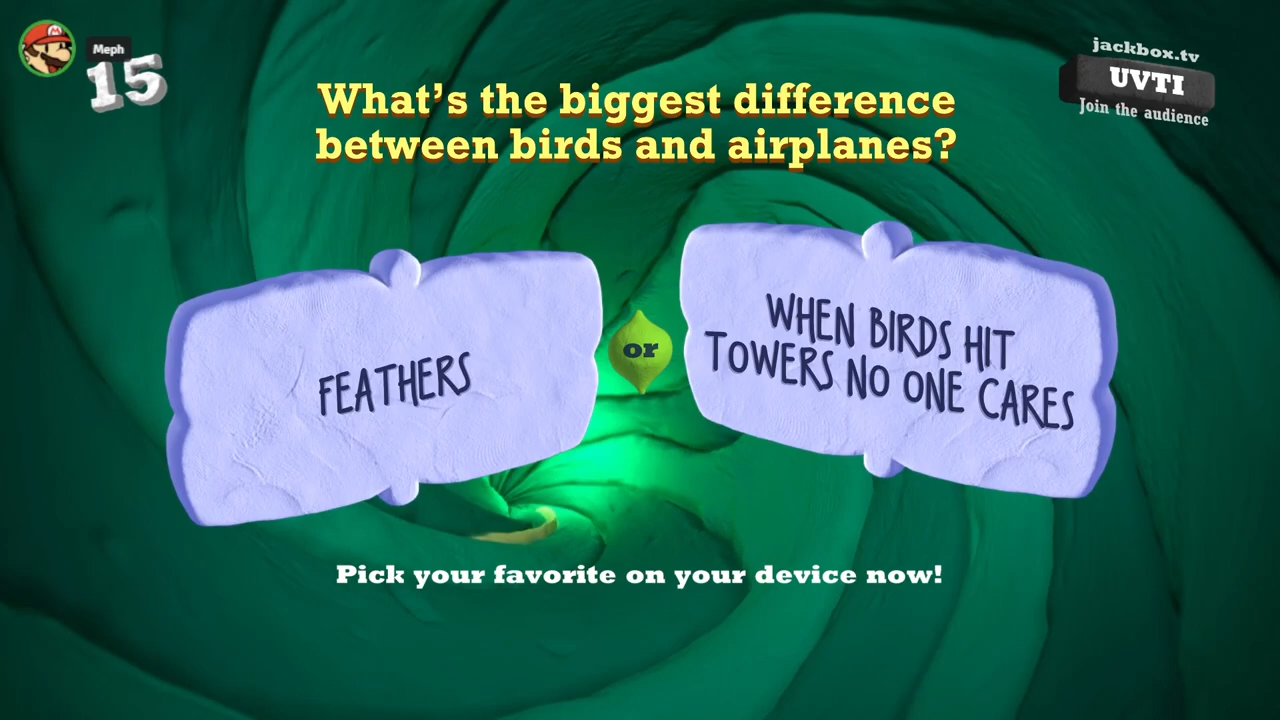 Meph
15
jackbox.tv
UVTI
Join the audience
What's the biggest difference
between birds and airplanes?
FEATHERS
or
WHEN BIRDS HIT
TOWERS NO ONE CARES
Pick your favorite on your device now!